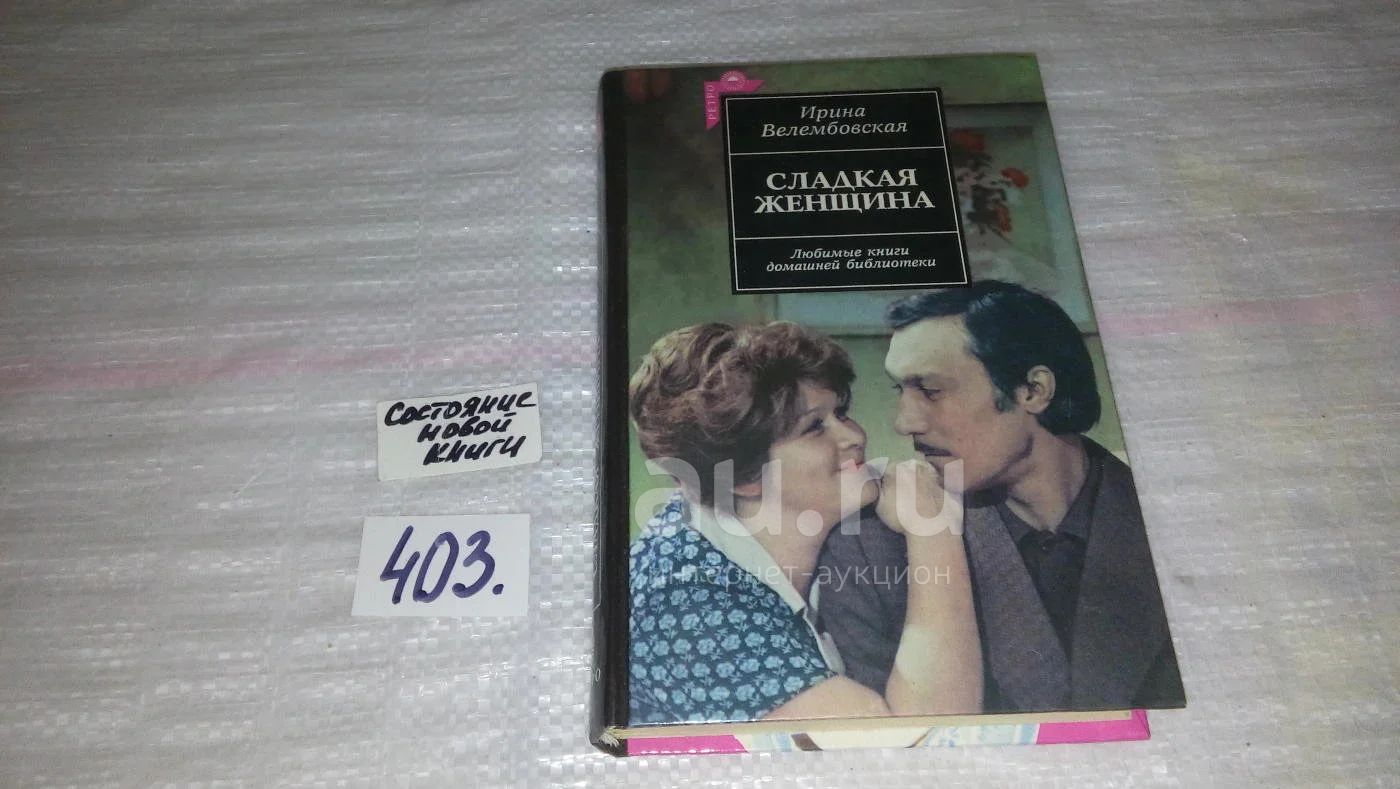 РЕТРО
Ирина
Велембовская
СЛАДКАЯ
ЖЕНЩИНА
Любимые книги
домашней библиотеки
Состояние
новой
книги
403.
au.ru
интернет-аукцион